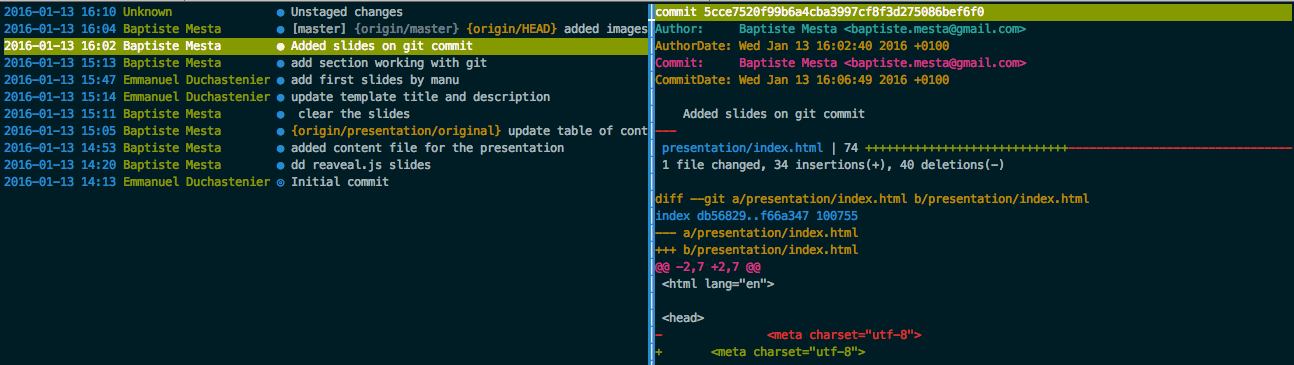 2016-01-13 16:10 Unknown ● Unstaged changes
2016-01-13 16:04 Baptiste Mesta ● [master] {origin/master} {origin/HEAD} added images
2016-01-13 16:02 Baptiste Mesta ● Added slides on git commit
2016-01-13 15:13 Baptiste Mesta ● add section working with git
2016-01-13 15:47 Emmanuel Duchastenier ● add first slides by manu
2016-01-13 15:14 Emmanuel Duchastenier ● update template title and description
2016-01-13 15:11 Baptiste Mesta ● clear the slides
2016-01-13 15:05 Baptiste Mesta ● {origin/presentation/original} update table of cont
2016-01-13 14:53 Baptiste Mesta ● added content file for the presentation
2016-01-13 14:20 Baptiste Mesta ● dd reaveal.js slides
2016-01-13 14:13 Emmanuel Duchastenier ◎ Initial commit
commit 5cce7520f99b6a4cba3997cf8f3d275086bef6f0
Author: Baptiste Mesta <baptiste.mesta@gmail.com>
AuthorDate: Wed Jan 13 16:02:40 2016 +0100
Commit: Baptiste Mesta <baptiste.mesta@gmail.com>
CommitDate: Wed Jan 13 16:06:49 2016 +0100
Added slides on git commit
---
presentation/index.html | 74 +++++++++++++++++++++++++++++--------------------------------
1 file changed, 34 insertions(+), 40 deletions(-)
diff --git a/presentation/index.html b/presentation/index.html
index db56829..f66a347 100755
--- a/presentation/index.html
+++ b/presentation/index.html
@@ -2,7 +2,7 @@
<html lang="en">
<head>
- <meta charset="utf-8">
+ <meta charset="utf-8">